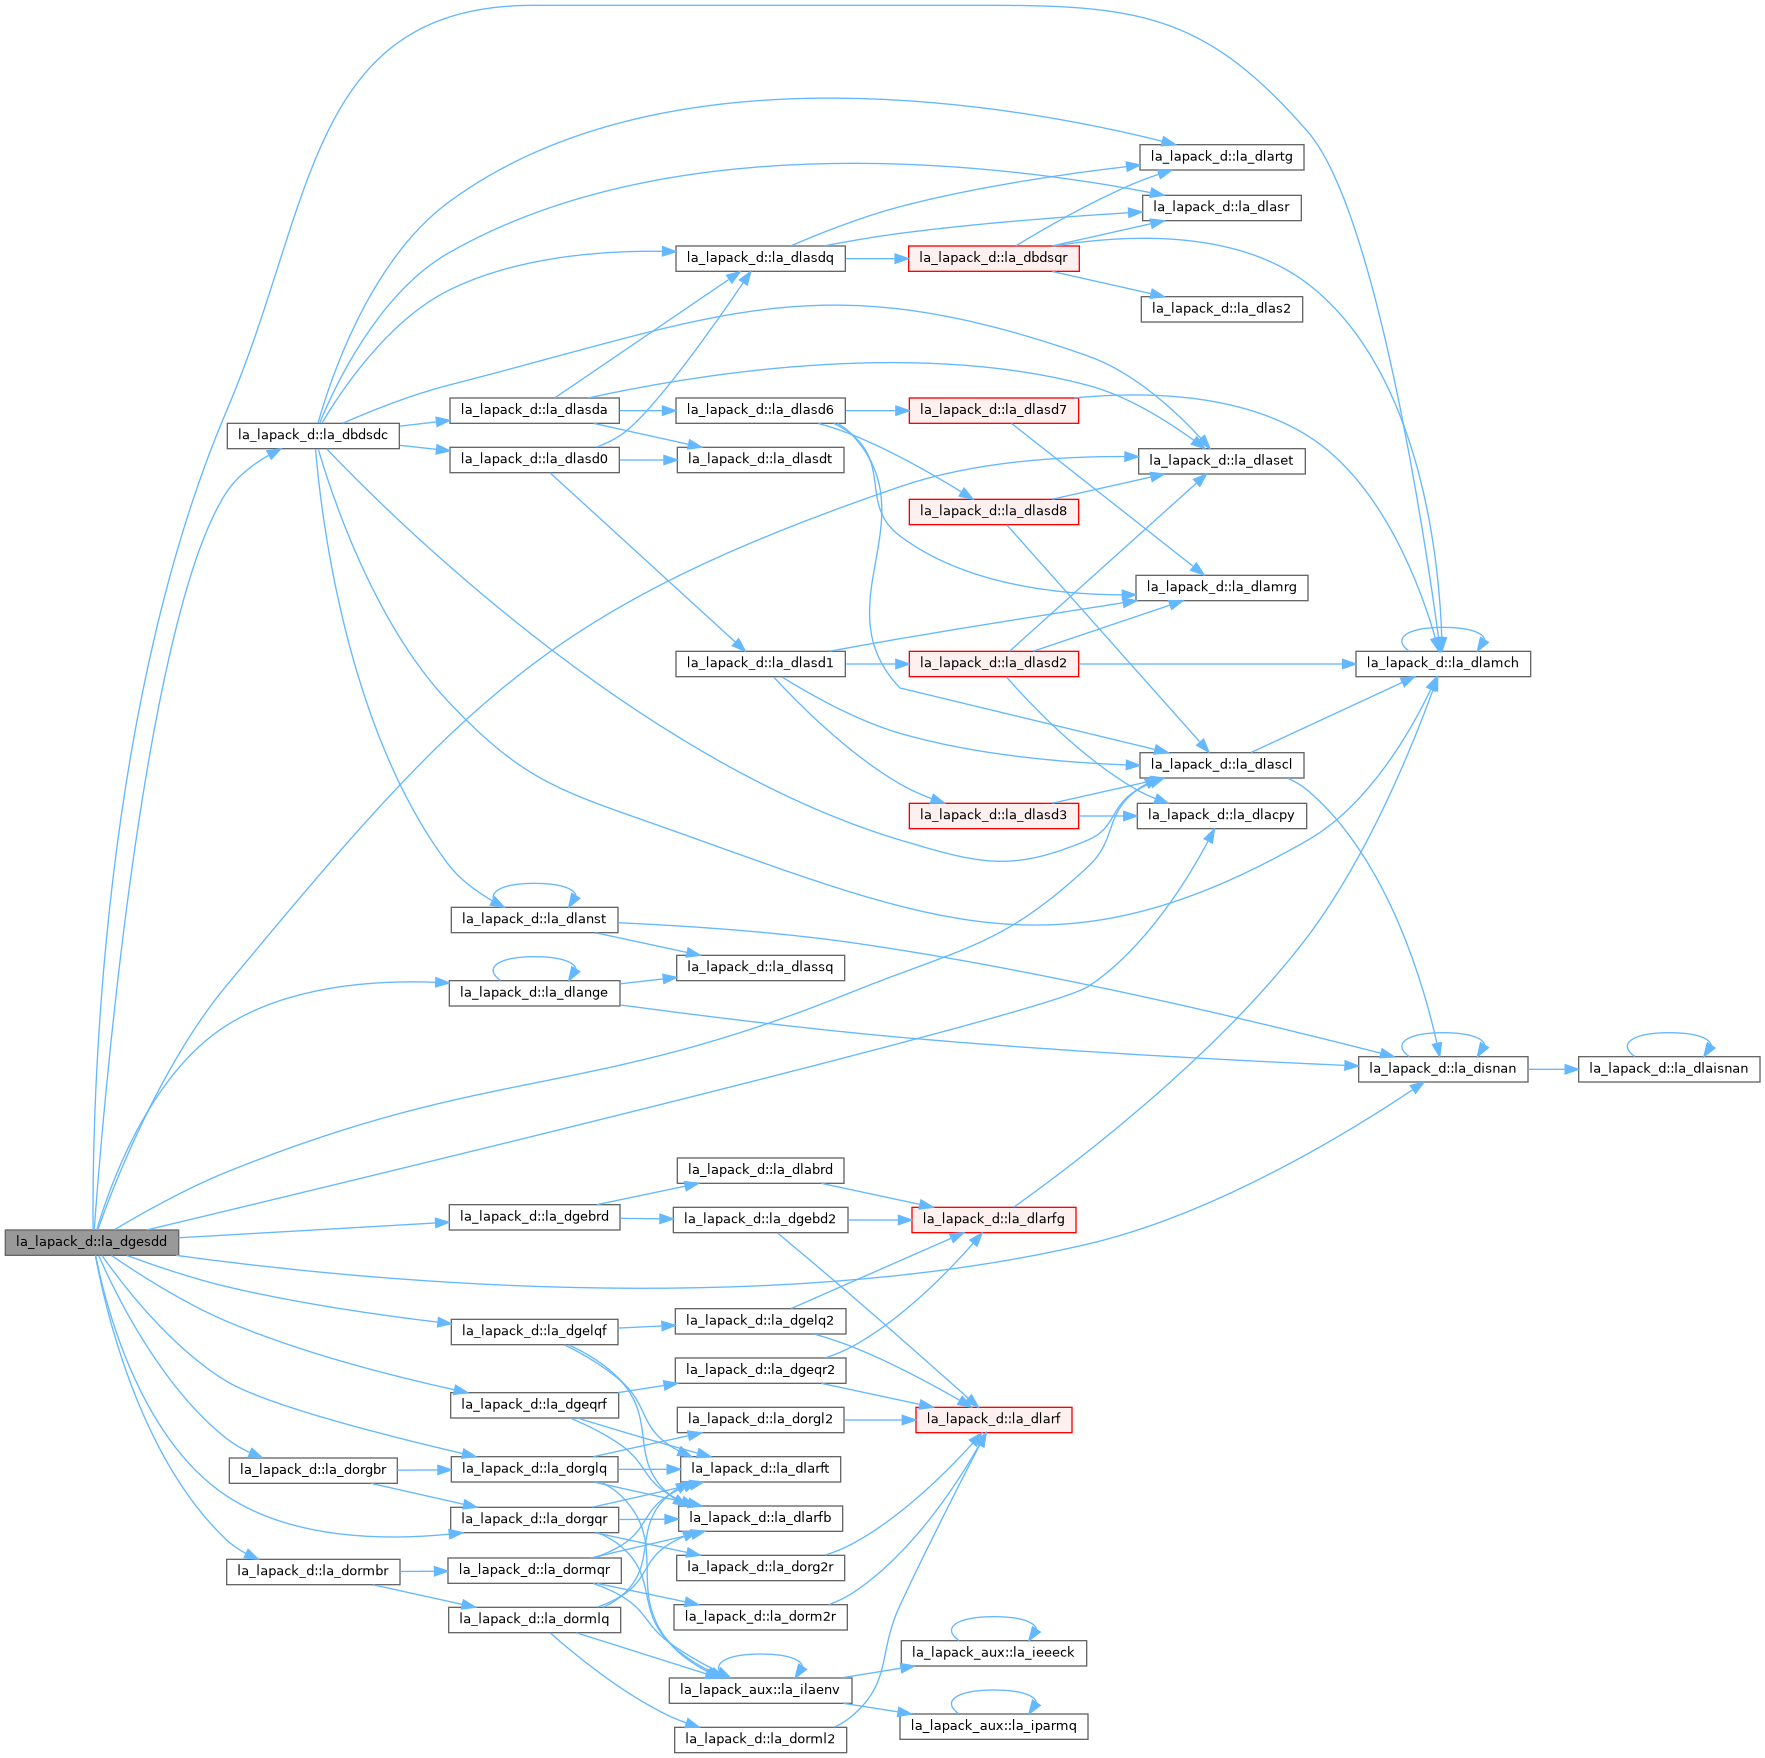 la_lapack_d::la_dlartg
la_lapack_d::la_dlasr
la_lapack_d::la_dlasdq
la_lapack_d::la_dbdsqr
la_lapack_d::la_dlas2
la_lapack_d::la_dlasda
la_lapack_d::la_dlasd6
la_lapack_d::la_dlasd7
la_lapack_d::la_dbdsdc
la_lapack_d::la_dlasd0
la_lapack_d::la_dlasdt
la_lapack_d::la_dlaset
la_lapack_d::la_dlasd8
la_lapack_d::la_dlamrg
la_lapack_d::la_dlasd1
la_lapack_d::la_dlasd2
la_lapack_d::la_dlamch
la_lapack_d::la_dlascl
la_lapack_d::la_dlasd3
la_lapack_d::la_dlacpy
la_lapack_d::la_dlanst
la_lapack_d::la_dlassq
la_lapack_d::la_dlange
la_lapack_d::la_disnan
la_lapack_d::la_dlaisnan
la_lapack_d::la_dlabrd
la_lapack_d::la_dgebrd
la_lapack_d::la_dgebd2
la_lapack_d::la_dlarfg
la_lapack_d::la_dgesdd
la_lapack_d::la_dgelqf
la_lapack_d::la_dgelq2
la_lapack_d::la_dgeqr2
la_lapack_d::la_dgeqrf
la_lapack_d::la_dorgl2
la_lapack_d::la_dlarf
la_lapack_d::la_dorgbr
la_lapack_d::la_dorglq
la_lapack_d::la_dlarft
la_lapack_d::la_dorgqr
la_lapack_d::la_dlarfb
la_lapack_d::la_dormbr
la_lapack_d::la_dormqr
la_lapack_d::la_dorg2r
la_lapack_d::la_dormlq
la_lapack_d::la_dorm2r
la_lapack_aux::la_ieeeck
la_lapack_aux::la_ilaenv
la_lapack_aux::la_iparmq
la_lapack_d::la_dorml2